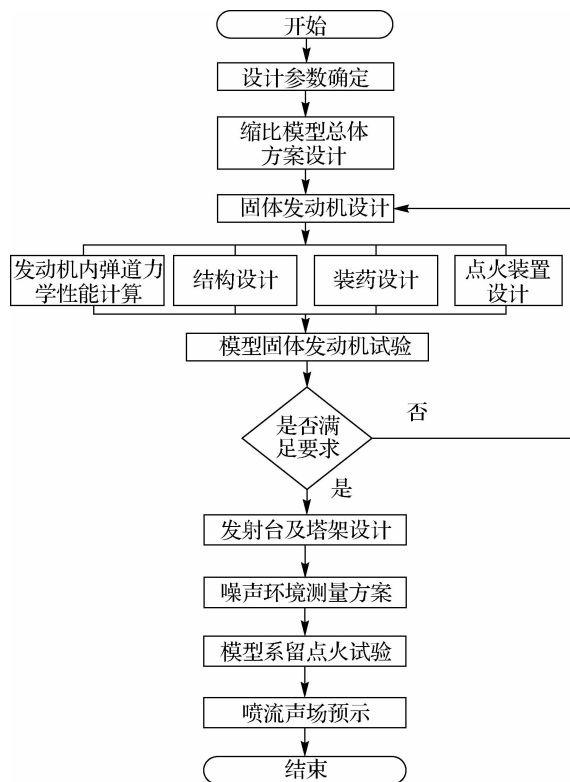 开始
设计参数确定
缩比模型总体
方案设计
固体发动机设计
发动机内弹道力
学性能计算
结构设计
装药设计
点火装置
设计
模型固体发动机试验
是否满
足要求
否
是
发射台及塔架设计
噪声环境测量方案
模型系留点火试验
喷流声场预示
结束